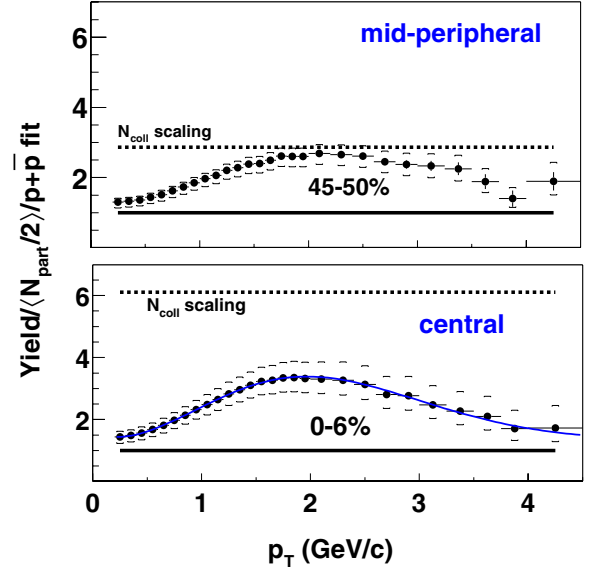 Yield/⟨N_part/2⟩/p+p̅ fit
6
4
2
mid-peripheral
N_coll scaling
45-50%
6
4
2
N_coll scaling
central
0-6%
0 1 2 3 4
p_T (GeV/c)